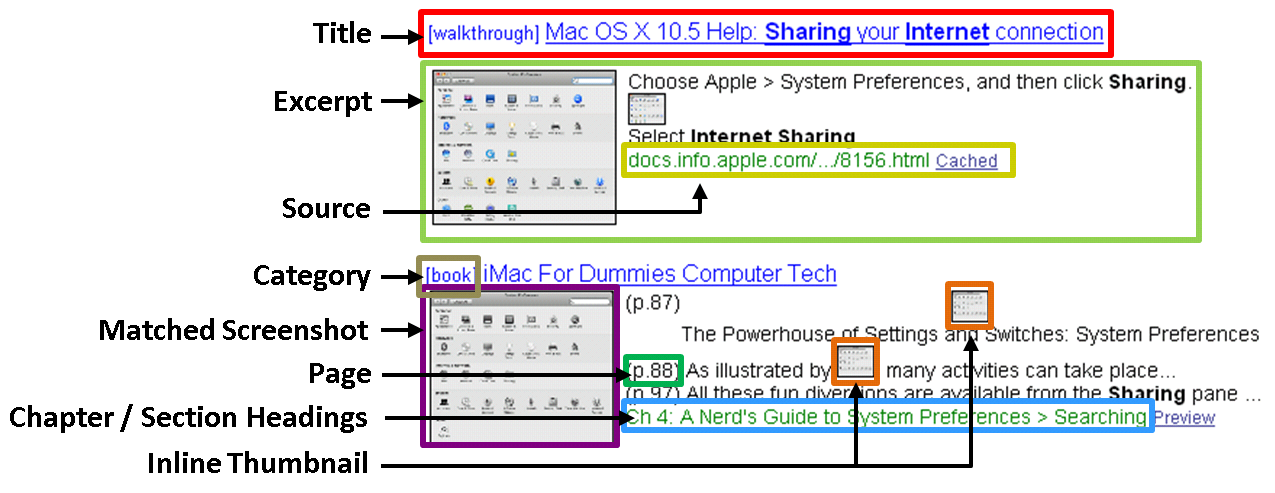 Title
[walkthrough] Mac OS X 10.5 Help: Sharing your Internet connection
Excerpt
Choose Apple > System Preferences, and then click Sharing.
Select Internet Sharing
docs.info.apple.com/.../8156.html Cached
Source
Category
[book] iMac For Dummies Computer Tech
Matched Screenshot
(p.87)
The Powerhouse of Settings and Switches: System Preferences
Page
(p.88) As illustrated by many activities can take place...
(p.97) All these fun diversions are available from the Sharing pane ...
Chapter / Section Headings
Ch 4: A Nerd's Guide to System Preferences > Searching Preview
Inline Thumbnail